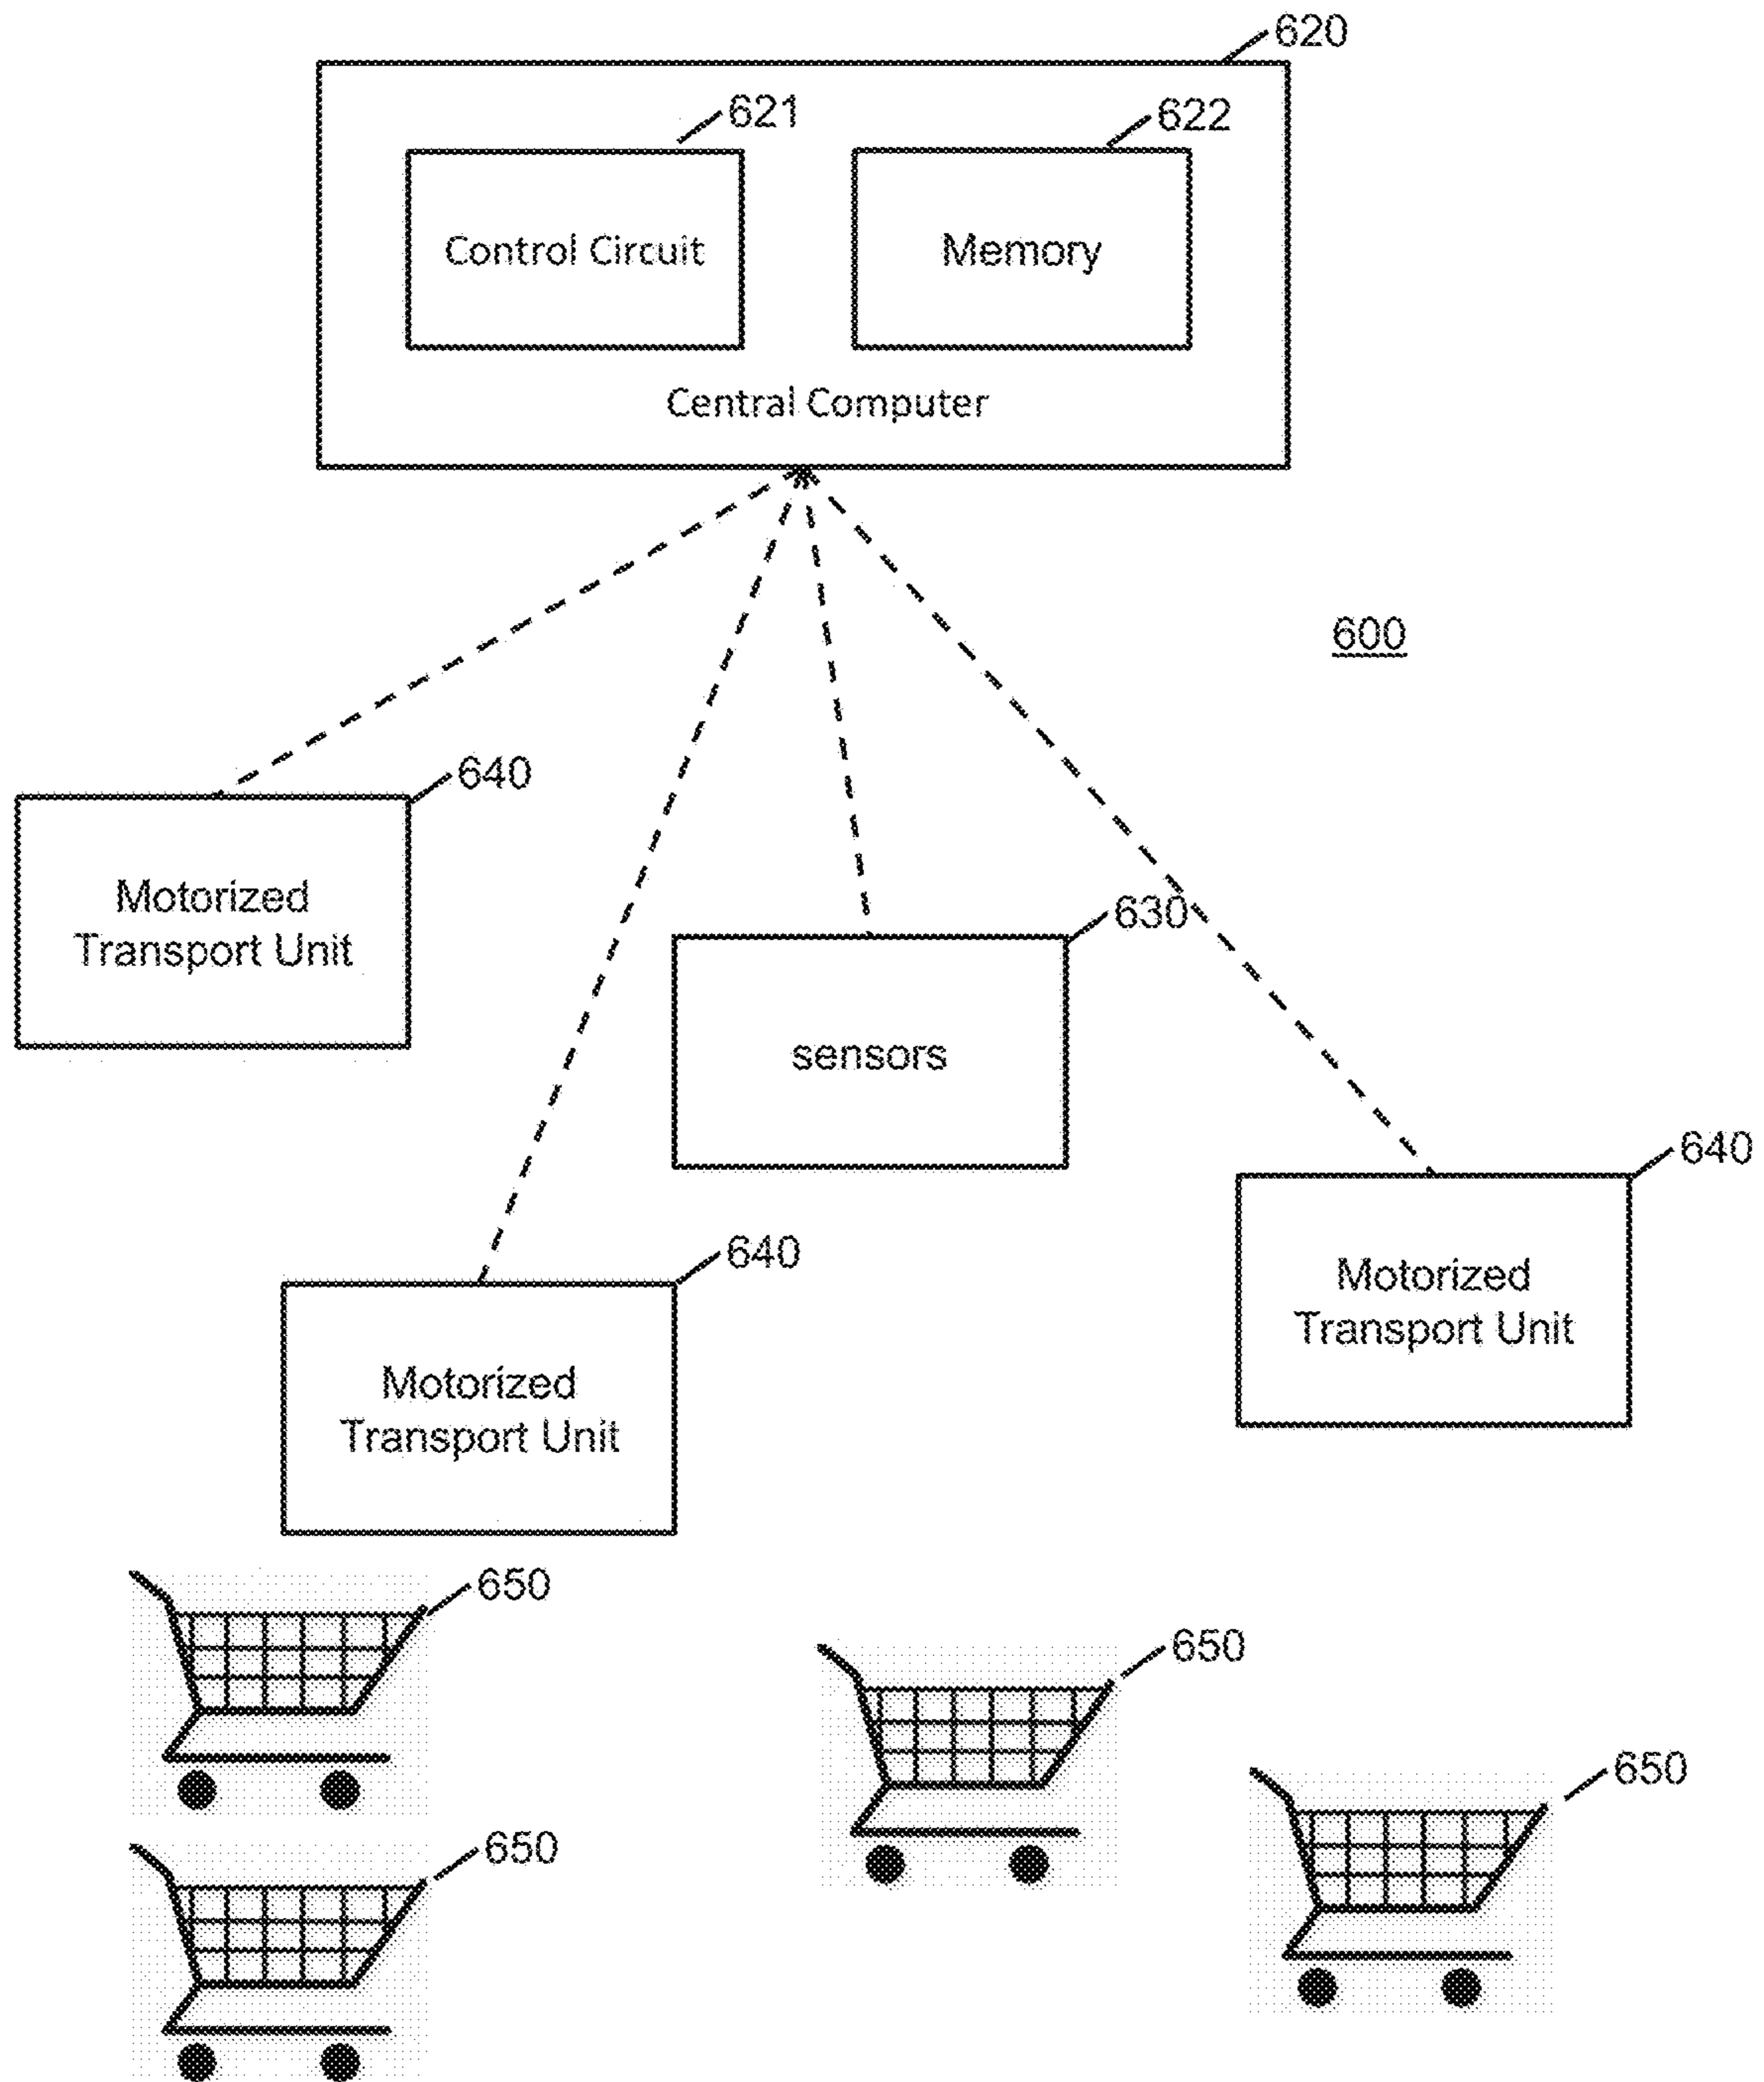 620
621
622
Control Circuit
Memory
Central Computer
600
640
Motorized
Transport Unit
630
sensors
640
Motorized
Transport Unit
640
Motorized
Transport Unit
650
650
650
650